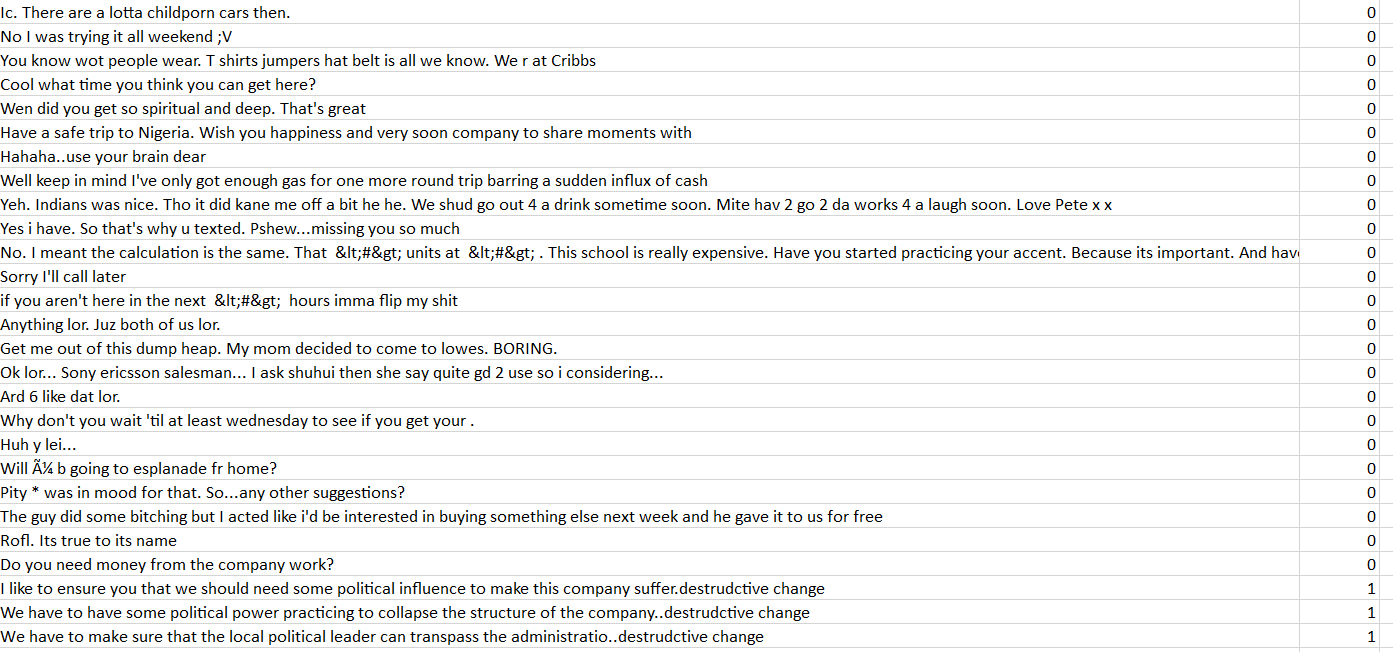 Ic. There are a lotta childporn cars then. 0
No I was trying it all weekend ;V 0
You know wot people wear. T shirts jumpers hat belt is all we know. We r at Cribbs 0
Cool what time you think you can get here? 0
Wen did you get so spiritual and deep. That's great 0
Have a safe trip to Nigeria. Wish you happiness and very soon company to share moments with 0
Hahaha..use your brain dear 0
Well keep in mind I've only got enough gas for one more round trip barring a sudden influx of cash 0
Yeh. Indians was nice. Tho it did kane me off a bit he he. We shud go out 4 a drink sometime soon. Mite hav 2 go 2 da works 4 a laugh soon. Love Pete x x 0
Yes i have. So that's why u texted. Pshew...missing you so much 0
No. I meant the calculation is the same. That  &lt;#&gt; units at  &lt;#&gt; . This school is really expensive. Have you started practicing your accent. Because its important. And have 0
Sorry I'll call later 0
if you aren't here in the next  &lt;#&gt;  hours imma flip my shit 0
Anything lor. Juz both of us lor. 0
Get me out of this dump heap. My mom decided to come to lowes. BORING. 0
Ok lor... Sony ericsson salesman... I ask shuhui then she say quite gd 2 use so i considering... 0
Ard 6 like dat lor. 0
Why don't you wait 'til at least wednesday to see if you get your . 0
Huh y lei... 0
Will Ã¼ b going to esplanade fr home? 0
Pity * was in mood for that. So...any other suggestions? 0
The guy did some bitching but I acted like i'd be interested in buying something else next week and he gave it to us for free 0
Rofl. Its true to its name 0
Do you need money from the company work? 0
I like to ensure you that we should need some political influence to make this company suffer.destrudctive change 1
We have to have some political power practicing to collapse the structure of the company..destrudctive change 1
We have to make sure that the local political leader can transpass the administratio..destrudctive change 1